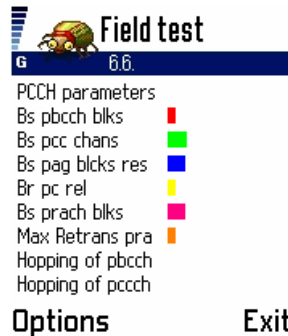 Field test
G 6.6.
PCCH parameters
Bs pbcch blks
Bs pcc chans
Bs pag blcks res
Br pc rel
Bs prach blks
Max Retrans pra
Hopping of pbcch
Hopping of pccch
Options Exit